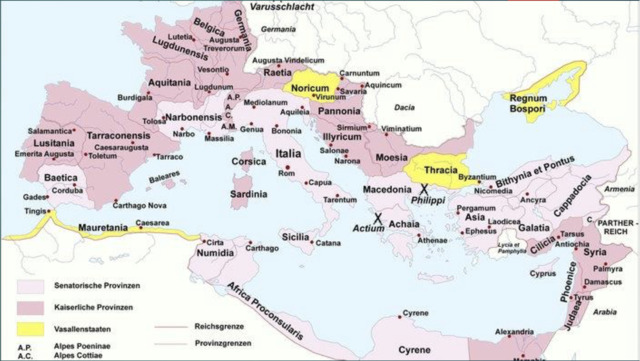 Varusschlacht
Germania
Belgica
Germania
Lutetia
Augusta
Treverorum
Lugdunensis
Vesontio
Augusta Vindelicum
Raetia
Carnuntum
Noricum
Aquincum
Savaria
Virunum
Aquitania
Lugdunum
Burdigala
A.P.
A.
C.
A.M.
Mediolanum
Aquileia
Pannonia
Dacia
Regnum
Bospori
Tolosa
Narbonensis
Narbo
Massilia
Genua
Bononia
Sirmium
Viminatium
Illyricum
Salonae
Narona
Moesia
Salamantica
Lusitania
Tarraconensis
Caesaraugusta
Emerita Augusta
Toletum
Tarraco
Corsica
Italia
Rom
Thracia
Byzantium
Bithynia et Pontus
Nicomedia
Baetica
Corduba
Baleares
Sardinia
Capua
Tarentum
Macedonia
X
Philippi
Ancyra
Cappadocia
Armenia
Gades
Carthago Nova
Pergamum
Asia
Laodicea
Ephesus
Galatia
C.
PARTHER-
REICH
Tingis
Mauretania
Caesarea
X
Actium
Achaia
Athenae
Lycia et
Pamphylia
Cilicia
Tarsus
Antiochia
Syria
Cirta
Numidia
Carthago
Sicilia
Catana
Cyprus
Palmyra
Phoenice
Damascus
Tyrus
Judaea
Arabia
Africa Proconsularis
Cyrene
Cyrene
Alexandria
Memphis
Senatorische Provinzen
Kaiserliche Provinzen
Vasallenstaaten
Reichsgrenze
Provinzgrenzen
A.P. Alpes Poeninae
A.C. Alpes Cottiae